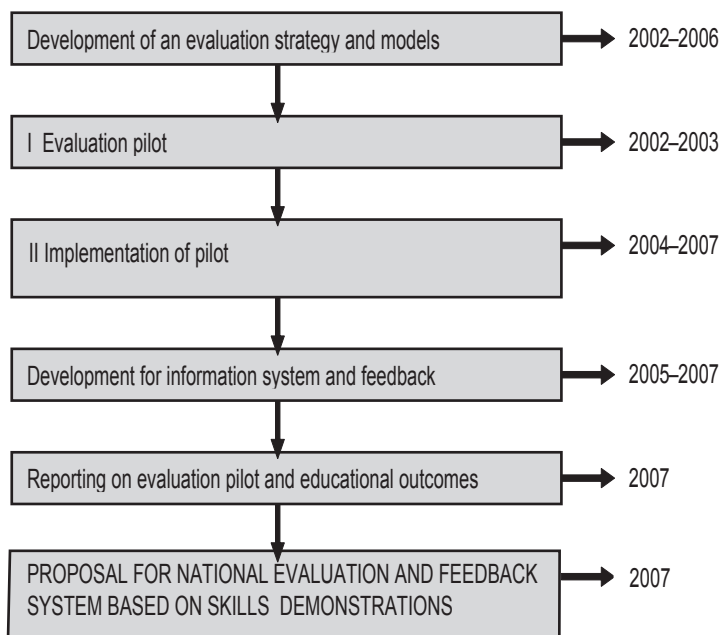 Development of an evaluation strategy and models 2002–2006
I Evaluation pilot 2002–2003
II Implementation of pilot 2004–2007
Development for information system and feedback 2005–2007
Reporting on evaluation pilot and educational outcomes 2007
PROPOSAL FOR NATIONAL EVALUATION AND FEEDBACK 2007
SYSTEM BASED ON SKILLS DEMONSTRATIONS